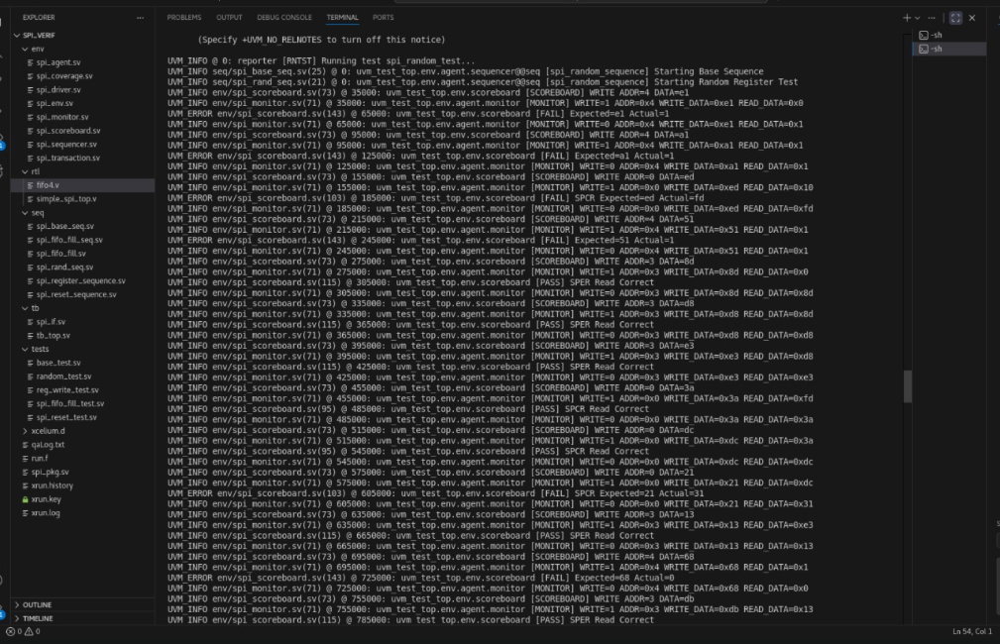 EXPLORER
SPI_VERIF
env
spi_agent.sv
spi_coverage.sv
spi_driver.sv
spi_env.sv
spi_monitor.sv
spi_scoreboard.sv
spi_sequencer.sv
spi_transaction.sv
rtl
fifo4.v
simple_spi_top.v
seq
spi_base_seq.sv
spi_fifo_fill_seq.sv
spi_fifo_fill.sv
spi_rand_seq.sv
spi_register_sequence.sv
spi_reset_sequence.sv
tb
spi_if.sv
tb_top.sv
tests
base_test.sv
random_test.sv
reg_write_test.sv
spi_fifo_fill_test.sv
spi_reset_test.sv
xcelium.d
qaLog.txt
run.f
spi_pkg.sv
xrun.history
xrun.key
xrun.log
OUTLINE
TIMELINE
PROBLEMS OUTPUT DEBUG CONSOLE TERMINAL PORTS
(Specify +UVM_NO_RELNOTES to turn off this notice)
UVM_INFO @ 0: reporter [RNTST] Running test spi_random_test...
UVM_INFO seq/spi_base_seq.sv(25) @ 0: uvm_test_top.env.agent.sequencer@@seq [spi_random_sequence] Starting Base Sequence
UVM_INFO seq/spi_rand_seq.sv(21) @ 0: uvm_test_top.env.agent.sequencer@@seq [spi_random_sequence] Starting Random Register Test
UVM_INFO env/spi_scoreboard.sv(73) @ 35000: uvm_test_top.env.scoreboard [SCOREBOARD] WRITE ADDR=4 DATA=e1
UVM_INFO env/spi_monitor.sv(71) @ 35000: uvm_test_top.env.agent.monitor [MONITOR] WRITE=1 ADDR=0x4 WRITE_DATA=0xe1 READ_DATA=0x0
UVM_ERROR env/spi_scoreboard.sv(143) @ 65000: uvm_test_top.env.scoreboard [FAIL] Expected=e1 Actual=1
UVM_INFO env/spi_monitor.sv(71) @ 65000: uvm_test_top.env.agent.monitor [MONITOR] WRITE=0 ADDR=0x4 WRITE_DATA=0xe1 READ_DATA=0x1
UVM_INFO env/spi_scoreboard.sv(73) @ 95000: uvm_test_top.env.scoreboard [SCOREBOARD] WRITE ADDR=4 DATA=a1
UVM_INFO env/spi_monitor.sv(71) @ 95000: uvm_test_top.env.agent.monitor [MONITOR] WRITE=1 ADDR=0x4 WRITE_DATA=0xa1 READ_DATA=0x1
UVM_ERROR env/spi_scoreboard.sv(143) @ 125000: uvm_test_top.env.scoreboard [FAIL] Expected=a1 Actual=1
UVM_INFO env/spi_monitor.sv(71) @ 125000: uvm_test_top.env.agent.monitor [MONITOR] WRITE=0 ADDR=0x4 WRITE_DATA=0xa1 READ_DATA=0x1
UVM_INFO env/spi_scoreboard.sv(73) @ 155000: uvm_test_top.env.scoreboard [SCOREBOARD] WRITE ADDR=0 DATA=ed
UVM_INFO env/spi_monitor.sv(71) @ 155000: uvm_test_top.env.agent.monitor [MONITOR] WRITE=1 ADDR=0x0 WRITE_DATA=0xed READ_DATA=0x10
UVM_ERROR env/spi_scoreboard.sv(103) @ 185000: uvm_test_top.env.scoreboard [FAIL] SPCR Expected=ed Actual=fd
UVM_INFO env/spi_monitor.sv(71) @ 185000: uvm_test_top.env.agent.monitor [MONITOR] WRITE=0 ADDR=0x0 WRITE_DATA=0xed READ_DATA=0xfd
UVM_INFO env/spi_scoreboard.sv(73) @ 215000: uvm_test_top.env.scoreboard [SCOREBOARD] WRITE ADDR=4 DATA=51
UVM_INFO env/spi_monitor.sv(71) @ 215000: uvm_test_top.env.agent.monitor [MONITOR] WRITE=1 ADDR=0x4 WRITE_DATA=0x51 READ_DATA=0x1
UVM_ERROR env/spi_scoreboard.sv(143) @ 245000: uvm_test_top.env.scoreboard [FAIL] Expected=51 Actual=1
UVM_INFO env/spi_monitor.sv(71) @ 245000: uvm_test_top.env.agent.monitor [MONITOR] WRITE=0 ADDR=0x4 WRITE_DATA=0x51 READ_DATA=0x1
UVM_INFO env/spi_scoreboard.sv(73) @ 275000: uvm_test_top.env.scoreboard [SCOREBOARD] WRITE ADDR=3 DATA=8d
UVM_INFO env/spi_monitor.sv(71) @ 275000: uvm_test_top.env.agent.monitor [MONITOR] WRITE=1 ADDR=0x3 WRITE_DATA=0x8d READ_DATA=0x0
UVM_INFO env/spi_scoreboard.sv(115) @ 305000: uvm_test_top.env.scoreboard [PASS] SPER Read Correct
UVM_INFO env/spi_monitor.sv(71) @ 305000: uvm_test_top.env.agent.monitor [MONITOR] WRITE=0 ADDR=0x3 WRITE_DATA=0x8d READ_DATA=0x8d
UVM_INFO env/spi_scoreboard.sv(73) @ 335000: uvm_test_top.env.scoreboard [SCOREBOARD] WRITE ADDR=3 DATA=d8
UVM_INFO env/spi_monitor.sv(71) @ 335000: uvm_test_top.env.agent.monitor [MONITOR] WRITE=1 ADDR=0x3 WRITE_DATA=0xd8 READ_DATA=0x8d
UVM_INFO env/spi_scoreboard.sv(115) @ 365000: uvm_test_top.env.scoreboard [PASS] SPER Read Correct
UVM_INFO env/spi_monitor.sv(71) @ 365000: uvm_test_top.env.agent.monitor [MONITOR] WRITE=0 ADDR=0x3 WRITE_DATA=0xd8 READ_DATA=0xd8
UVM_INFO env/spi_scoreboard.sv(73) @ 395000: uvm_test_top.env.scoreboard [SCOREBOARD] WRITE ADDR=3 DATA=e3
UVM_INFO env/spi_monitor.sv(71) @ 395000: uvm_test_top.env.agent.monitor [MONITOR] WRITE=1 ADDR=0x3 WRITE_DATA=0xe3 READ_DATA=0xd8
UVM_INFO env/spi_scoreboard.sv(115) @ 425000: uvm_test_top.env.scoreboard [PASS] SPER Read Correct
UVM_INFO env/spi_monitor.sv(71) @ 425000: uvm_test_top.env.agent.monitor [MONITOR] WRITE=0 ADDR=0x3 WRITE_DATA=0xe3 READ_DATA=0xe3
UVM_INFO env/spi_scoreboard.sv(73) @ 455000: uvm_test_top.env.scoreboard [SCOREBOARD] WRITE ADDR=0 DATA=3a
UVM_INFO env/spi_monitor.sv(71) @ 455000: uvm_test_top.env.agent.monitor [MONITOR] WRITE=1 ADDR=0x0 WRITE_DATA=0x3a READ_DATA=0xfd
UVM_INFO env/spi_scoreboard.sv(95) @ 485000: uvm_test_top.env.scoreboard [PASS] SPCR Read Correct
UVM_INFO env/spi_monitor.sv(71) @ 485000: uvm_test_top.env.agent.monitor [MONITOR] WRITE=0 ADDR=0x0 WRITE_DATA=0x3a READ_DATA=0x3a
UVM_INFO env/spi_scoreboard.sv(73) @ 515000: uvm_test_top.env.scoreboard [SCOREBOARD] WRITE ADDR=0 DATA=dc
UVM_INFO env/spi_monitor.sv(71) @ 515000: uvm_test_top.env.agent.monitor [MONITOR] WRITE=1 ADDR=0x0 WRITE_DATA=0xdc READ_DATA=0x3a
UVM_INFO env/spi_scoreboard.sv(95) @ 545000: uvm_test_top.env.scoreboard [PASS] SPCR Read Correct
UVM_INFO env/spi_monitor.sv(71) @ 545000: uvm_test_top.env.agent.monitor [MONITOR] WRITE=0 ADDR=0x0 WRITE_DATA=0xdc READ_DATA=0xdc
UVM_INFO env/spi_scoreboard.sv(73) @ 575000: uvm_test_top.env.scoreboard [SCOREBOARD] WRITE ADDR=0 DATA=21
UVM_INFO env/spi_monitor.sv(71) @ 575000: uvm_test_top.env.agent.monitor [MONITOR] WRITE=1 ADDR=0x0 WRITE_DATA=0x21 READ_DATA=0xdc
UVM_ERROR env/spi_scoreboard.sv(103) @ 605000: uvm_test_top.env.scoreboard [FAIL] SPCR Expected=21 Actual=31
UVM_INFO env/spi_monitor.sv(71) @ 605000: uvm_test_top.env.agent.monitor [MONITOR] WRITE=0 ADDR=0x0 WRITE_DATA=0x21 READ_DATA=0x31
UVM_INFO env/spi_scoreboard.sv(73) @ 635000: uvm_test_top.env.scoreboard [SCOREBOARD] WRITE ADDR=3 DATA=13
UVM_INFO env/spi_monitor.sv(71) @ 635000: uvm_test_top.env.agent.monitor [MONITOR] WRITE=1 ADDR=0x3 WRITE_DATA=0x13 READ_DATA=0xe3
UVM_INFO env/spi_scoreboard.sv(115) @ 665000: uvm_test_top.env.scoreboard [PASS] SPER Read Correct
UVM_INFO env/spi_monitor.sv(71) @ 665000: uvm_test_top.env.agent.monitor [MONITOR] WRITE=0 ADDR=0x3 WRITE_DATA=0x13 READ_DATA=0x13
UVM_INFO env/spi_scoreboard.sv(73) @ 695000: uvm_test_top.env.scoreboard [SCOREBOARD] WRITE ADDR=4 DATA=68
UVM_INFO env/spi_monitor.sv(71) @ 695000: uvm_test_top.env.agent.monitor [MONITOR] WRITE=1 ADDR=0x4 WRITE_DATA=0x68 READ_DATA=0x1
UVM_ERROR env/spi_scoreboard.sv(143) @ 725000: uvm_test_top.env.scoreboard [FAIL] Expected=68 Actual=0
UVM_INFO env/spi_monitor.sv(71) @ 725000: uvm_test_top.env.agent.monitor [MONITOR] WRITE=0 ADDR=0x4 WRITE_DATA=0x68 READ_DATA=0x0
UVM_INFO env/spi_scoreboard.sv(73) @ 755000: uvm_test_top.env.scoreboard [SCOREBOARD] WRITE ADDR=3 DATA=db
UVM_INFO env/spi_monitor.sv(71) @ 755000: uvm_test_top.env.agent.monitor [MONITOR] WRITE=1 ADDR=0x3 WRITE_DATA=0xdb READ_DATA=0x13
UVM_INFO env/spi_scoreboard.sv(115) @ 785000: uvm_test_top.env.scoreboard [PASS] SPER Read Correct
-sh
-sh
0 0
Ln 54, Col 1